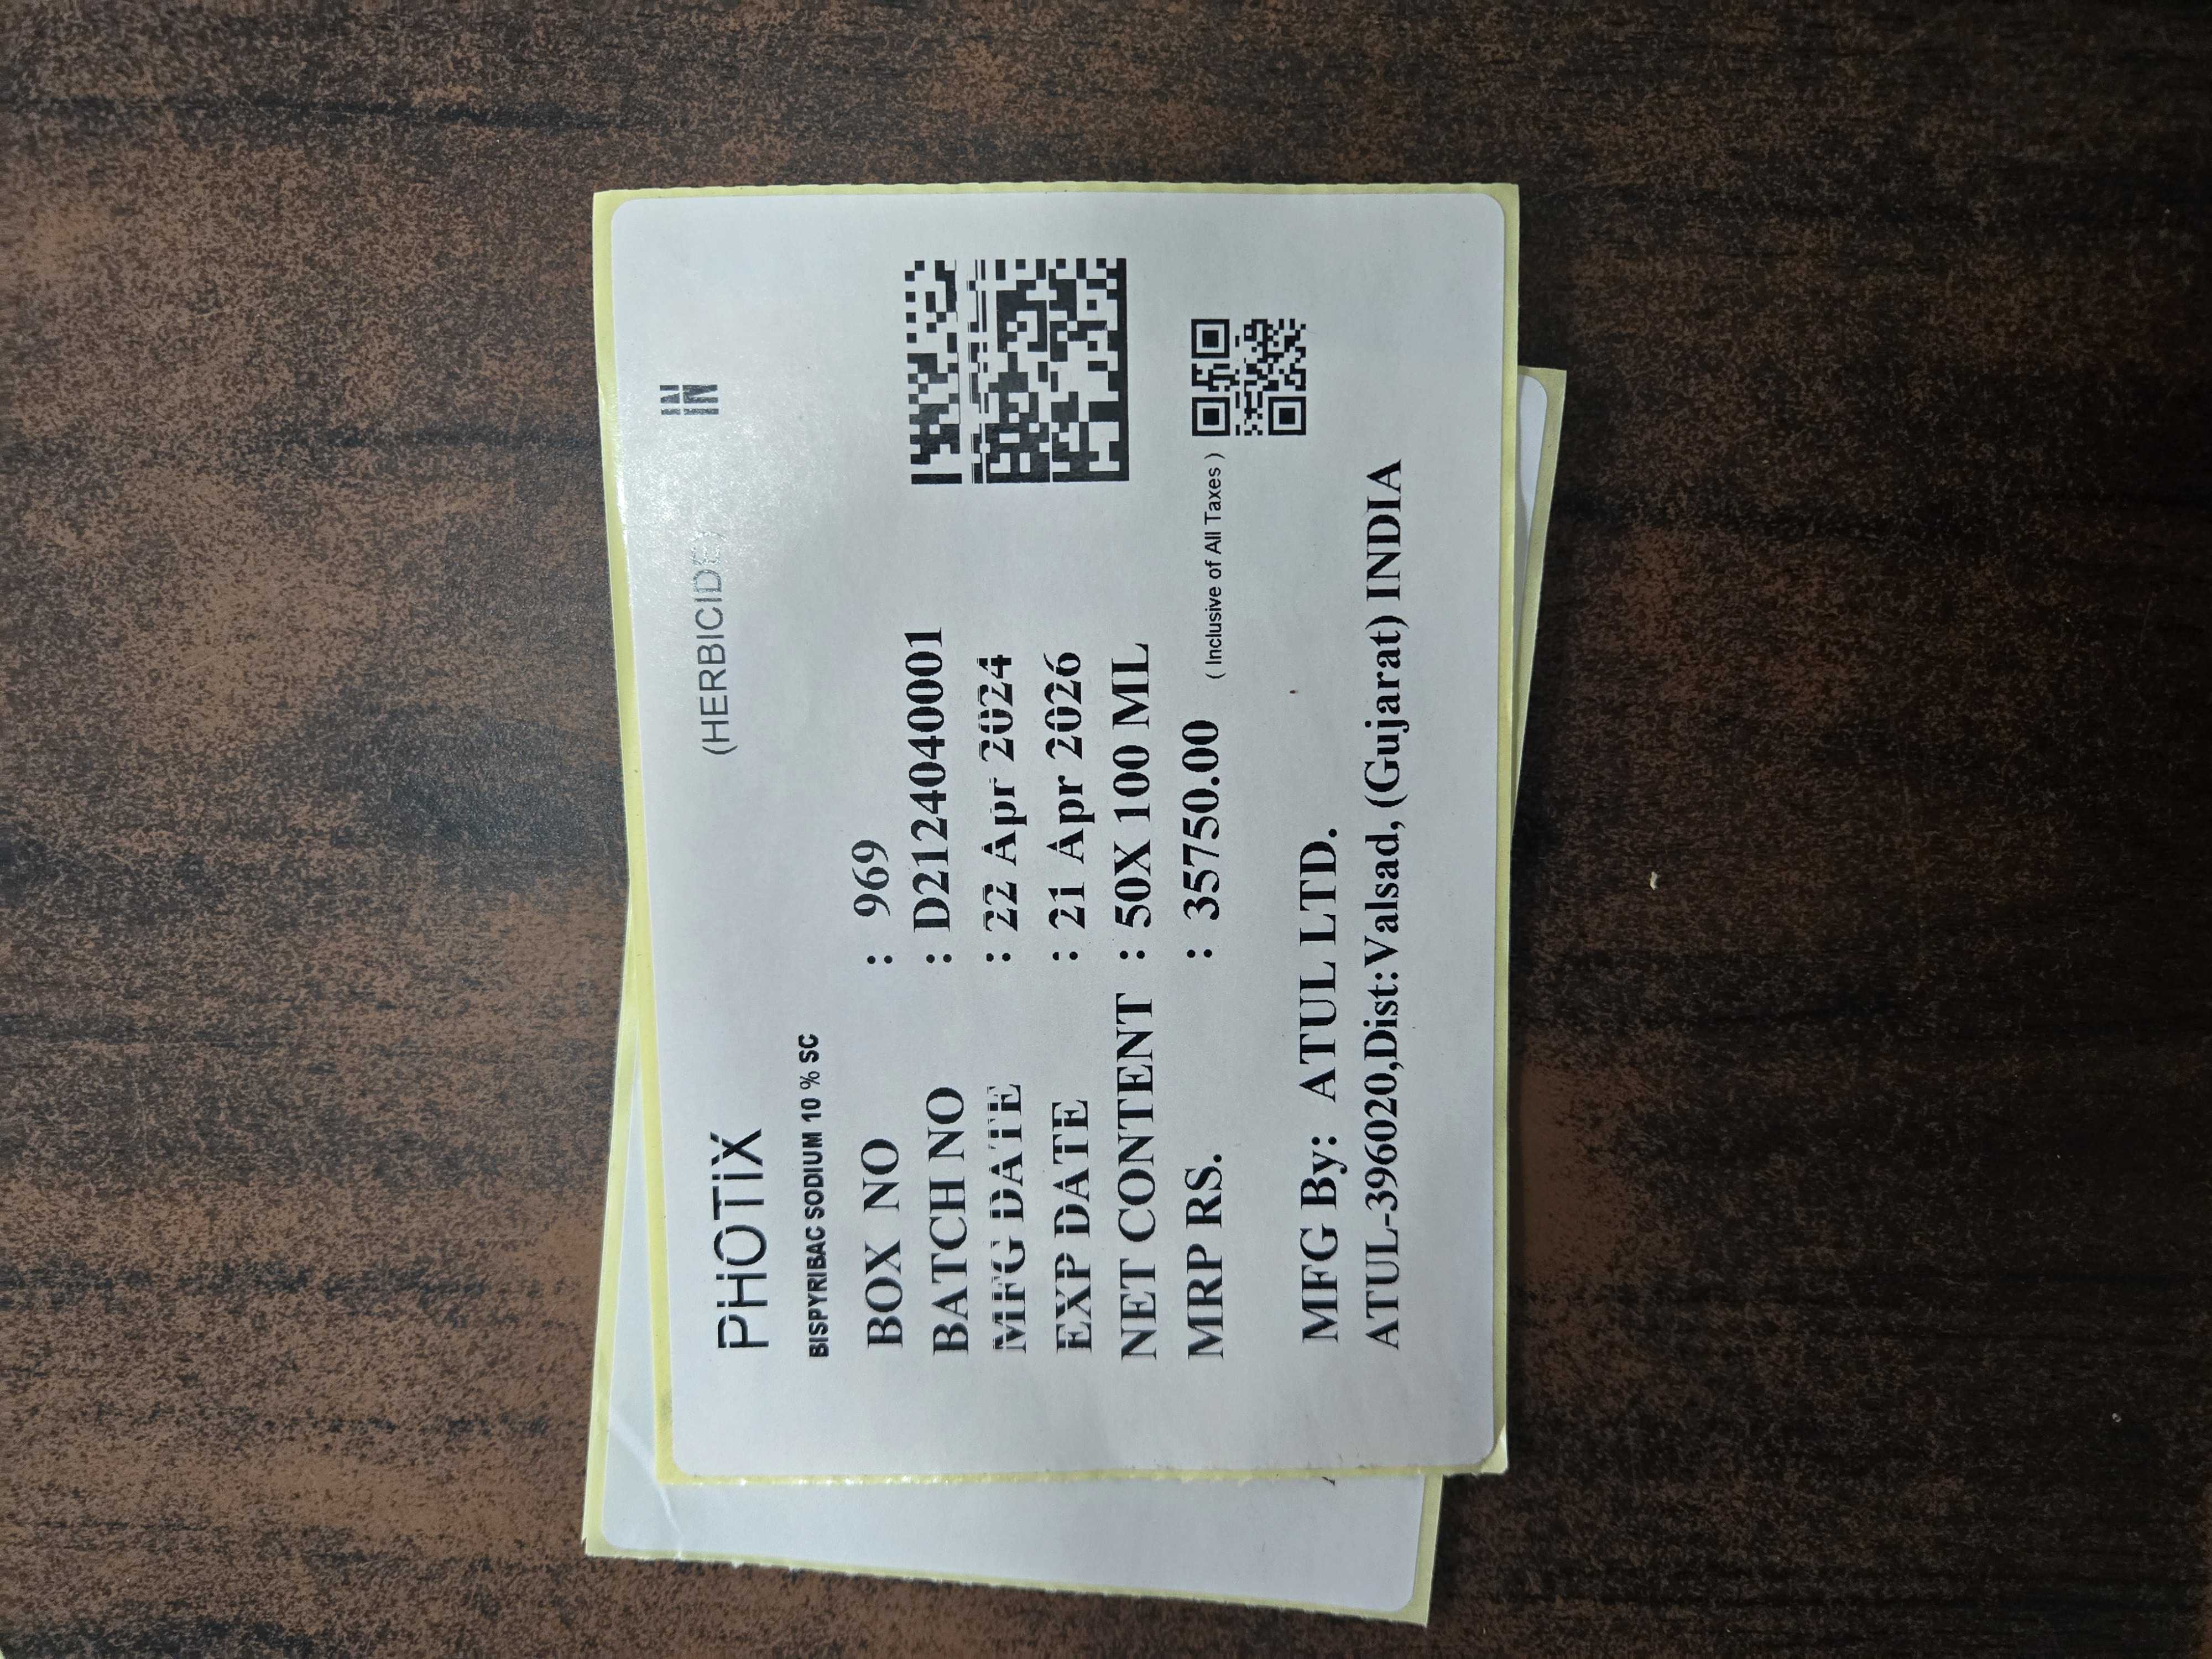 IN
PHOTIX (HERBICIDE)
BISPYRIBAC SODIUM 10 % SC
BOX NO : 969
BATCH NO : D2124040001
MFG DATE : 22 Apr 2024
EXP DATE : 21 Apr 2026
NET CONTENT : 50X 100 ML
MRP RS. : 35750.00 ( Inclusive of All Taxes )
MFG By: ATUL LTD.
ATUL-396020,Dist:Valsad, (Gujarat) INDIA